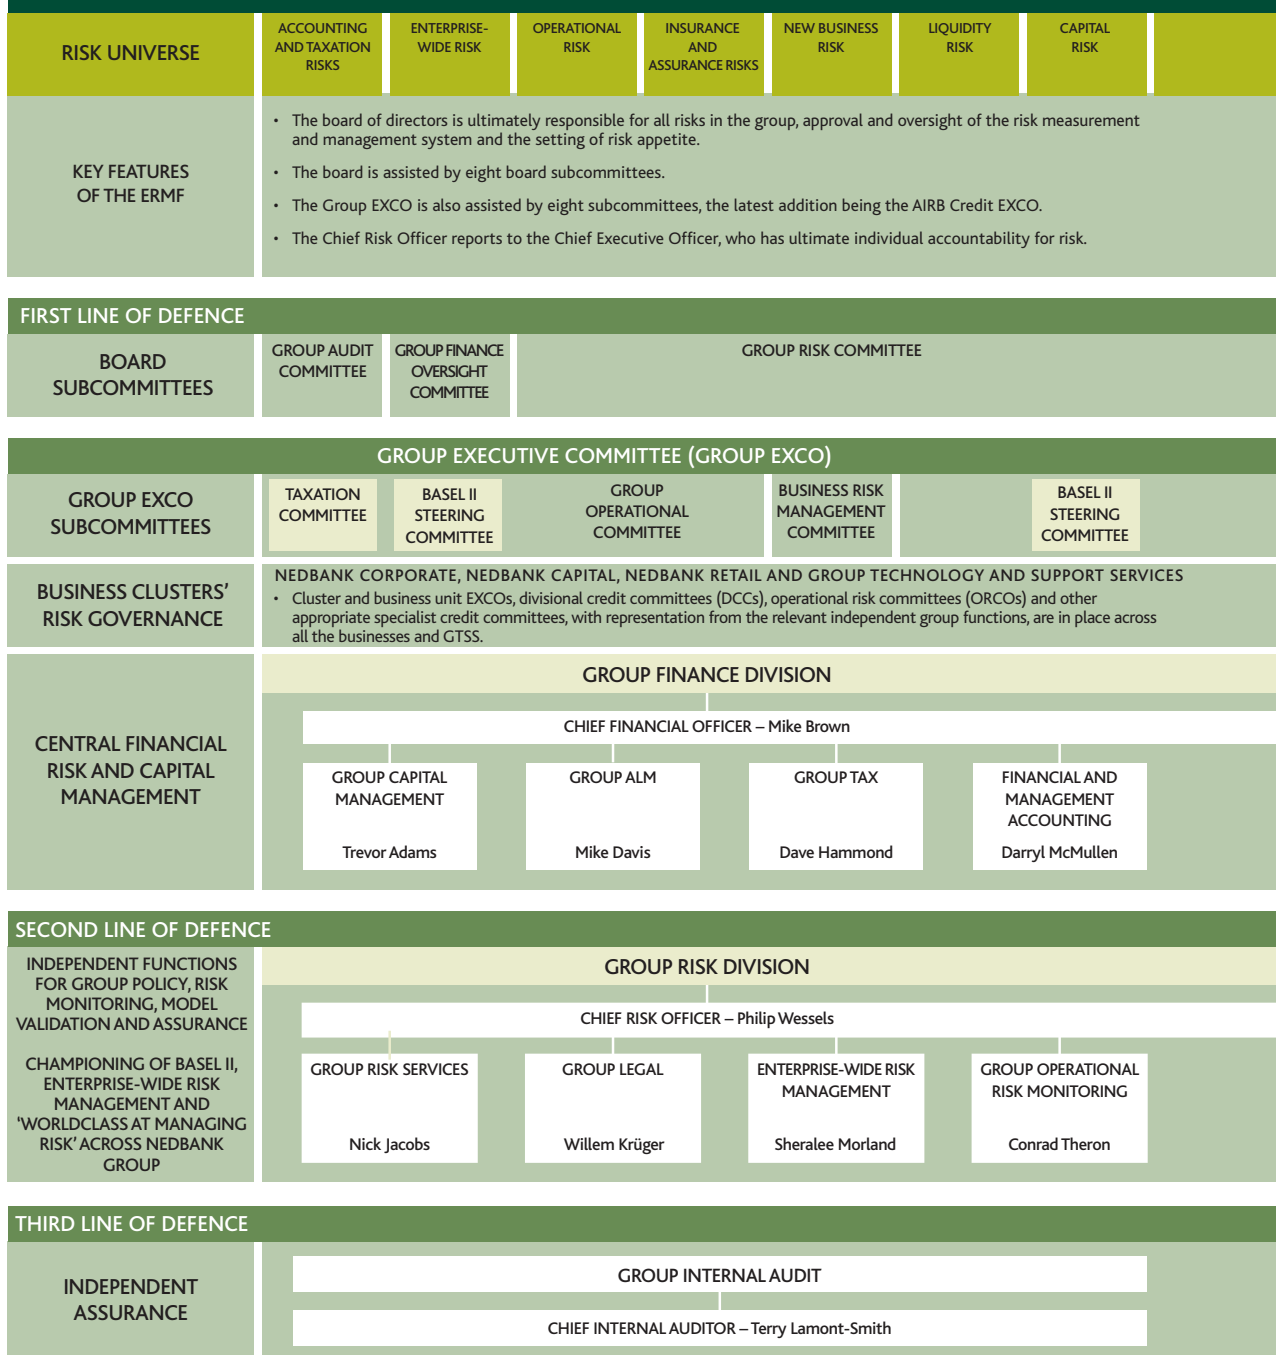 RISK UNIVERSE
ACCOUNTING
AND TAXATION
RISKS
ENTERPRISE-
WIDE RISK
OPERATIONAL
RISK
INSURANCE
AND
ASSURANCE RISKS
NEW BUSINESS
RISK
LIQUIDITY
RISK
CAPITAL
RISK
KEY FEATURES
OF THE ERMF
• The board of directors is ultimately responsible for all risks in the group, approval and oversight of the risk measurement
and management system and the setting of risk appetite.
• The board is assisted by eight board subcommittees.
• The Group EXCO is also assisted by eight subcommittees, the latest addition being the AIRB Credit EXCO.
• The Chief Risk Officer reports to the Chief Executive Officer, who has ultimate individual accountability for risk.
FIRST LINE OF DEFENCE
BOARD
SUBCOMMITTEES
GROUP AUDIT
COMMITTEE
GROUP FINANCE
OVERSIGHT
COMMITTEE
GROUP RISK COMMITTEE
GROUP EXECUTIVE COMMITTEE (GROUP EXCO)
GROUP EXCO
SUBCOMMITTEES
TAXATION
COMMITTEE
BASEL II
STEERING
COMMITTEE
GROUP
OPERATIONAL
COMMITTEE
BUSINESS RISK
MANAGEMENT
COMMITTEE
BASEL II
STEERING
COMMITTEE
BUSINESS CLUSTERS'
RISK GOVERNANCE
NEDBANK CORPORATE, NEDBANK CAPITAL, NEDBANK RETAIL AND GROUP TECHNOLOGY AND SUPPORT SERVICES
• Cluster and business unit EXCOs, divisional credit committees (DCCs), operational risk committees (ORCOs) and other
appropriate specialist credit committees, with representation from the relevant independent group functions, are in place across
all the businesses and GTSS.
CENTRAL FINANCIAL
RISK AND CAPITAL
MANAGEMENT
GROUP FINANCE DIVISION
CHIEF FINANCIAL OFFICER – Mike Brown
GROUP CAPITAL
MANAGEMENT
Trevor Adams
GROUP ALM
Mike Davis
GROUP TAX
Dave Hammond
FINANCIAL AND
MANAGEMENT
ACCOUNTING
Darryl McMullen
SECOND LINE OF DEFENCE
INDEPENDENT FUNCTIONS
FOR GROUP POLICY, RISK
MONITORING, MODEL
VALIDATION AND ASSURANCE
CHAMPIONING OF BASEL II,
ENTERPRISE-WIDE RISK
MANAGEMENT AND
'WORLDCLASS AT MANAGING
RISK' ACROSS NEDBANK
GROUP
GROUP RISK DIVISION
CHIEF RISK OFFICER – Philip Wessels
GROUP RISK SERVICES
Nick Jacobs
GROUP LEGAL
Willem Krüger
ENTERPRISE-WIDE RISK
MANAGEMENT
Sheralee Morland
GROUP OPERATIONAL
RISK MONITORING
Conrad Theron
THIRD LINE OF DEFENCE
INDEPENDENT
ASSURANCE
GROUP INTERNAL AUDIT
CHIEF INTERNAL AUDITOR – Terry Lamont-Smith